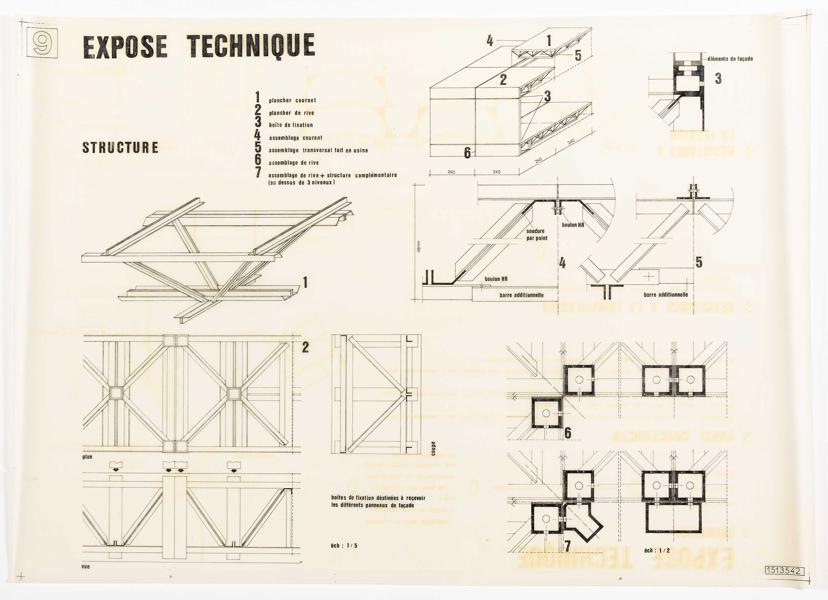 9
EXPOSE TECHNIQUE
STRUCTURE
1 plancher courant
2 plancher de rive
3 boîte de fixation
4 assemblage courant
5 assemblage transversal fait en usine
6 assemblage de rive
7 assemblage de rive + structure complémentaire
(au dessus de 3 niveaux)
4
1
5
2
3
6
240
240
240
240
éléments de façade
3
soudure
par point
boulon HR
4
boulon HR
barre additionnelle
5
barre additionnelle
1
2
plan
vue
coupe
boîtes de fixation déstinées à reçevoir
les différents panneaux de façade
éch : 1/5
6
7
éch : 1/2
1513542